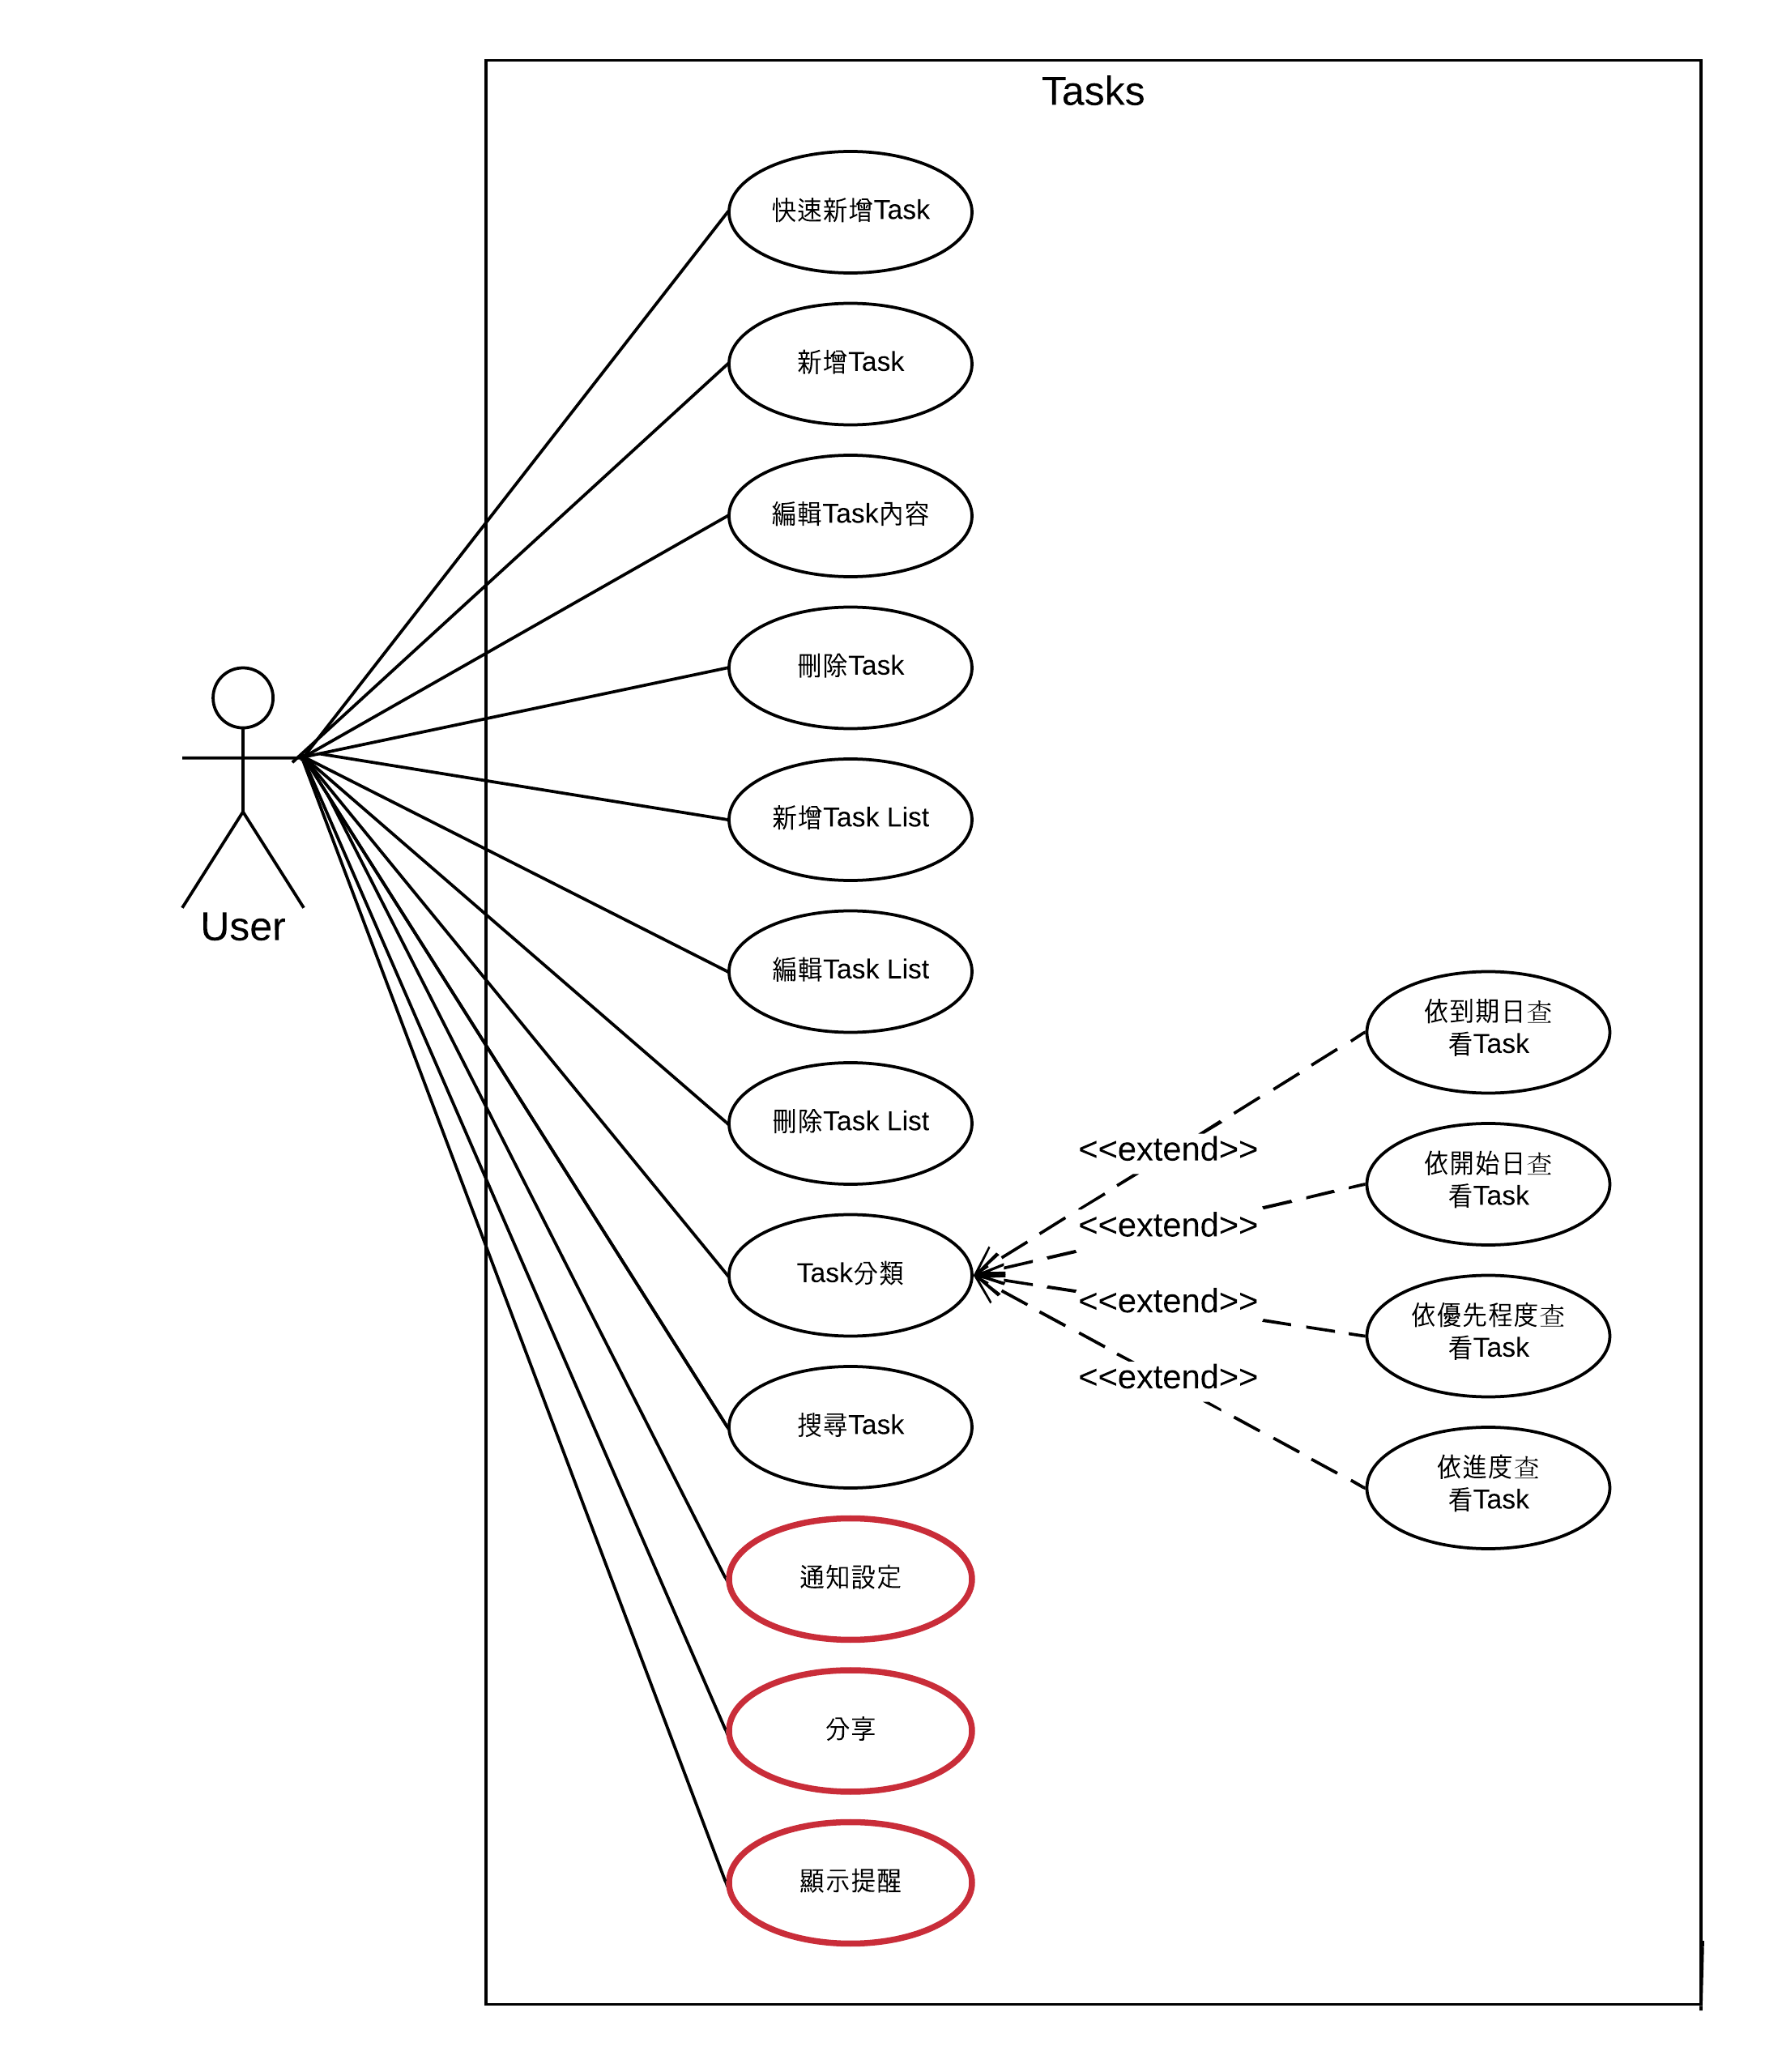 Tasks
快速新增Task
新增Task
編輯Task內容
刪除Task
新增Task List
User
編輯Task List
刪除Task List
Task分類
搜尋Task
通知設定
分享
顯示提醒
<<extend>>
<<extend>>
<<extend>>
<<extend>>
依到期日查
看Task
依開始日查
看Task
依優先程度查
看Task
依進度查
看Task